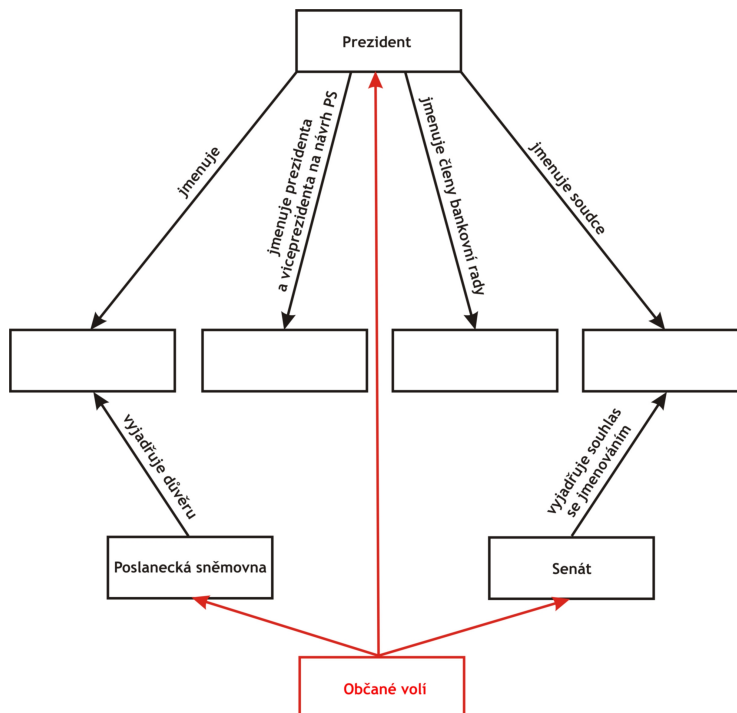 Prezident
jmenuje
jmenuje prezidenta
a viceprezidenta na návrh PS
jmenuje členy bankovní rady
jmenuje soudce
vyjadřuje důvěru
vyjadřuje souhlas
se jmenováním
Poslanecká sněmovna
Senát
Občané volí